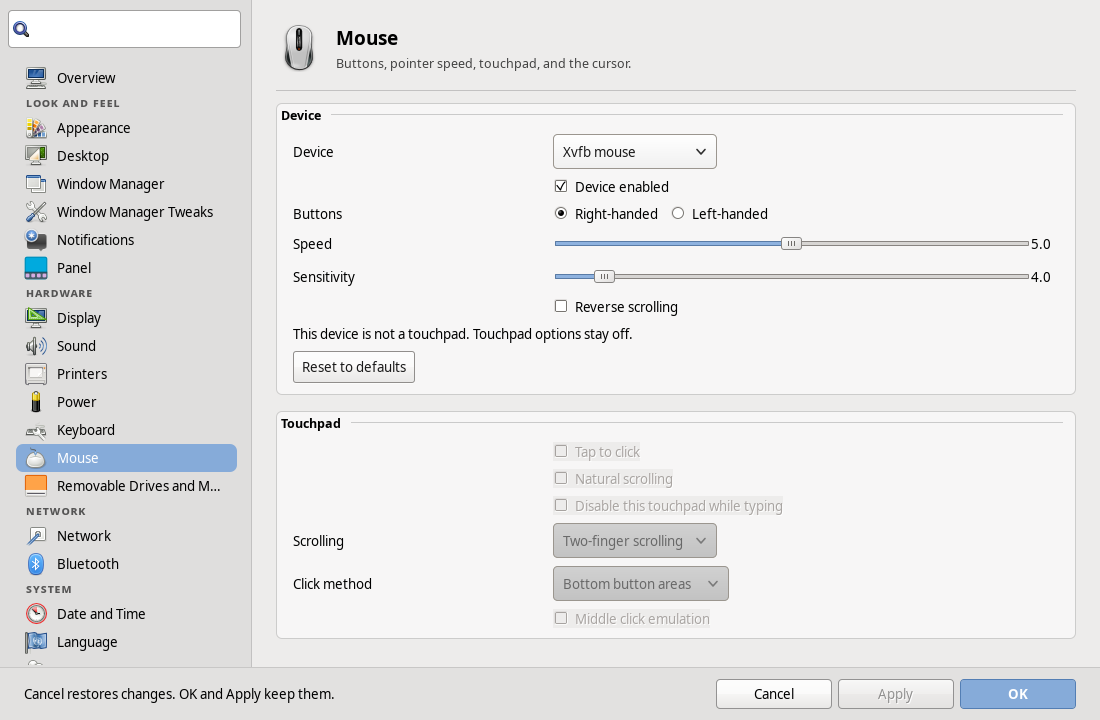 Overview
LOOK AND FEEL
Appearance
Desktop
Window Manager
Window Manager Tweaks
Notifications
Panel
HARDWARE
Display
Sound
Printers
Power
Keyboard
Mouse
Removable Drives and M...
NETWORK
Network
Bluetooth
SYSTEM
Date and Time
Language
Mouse
Buttons, pointer speed, touchpad, and the cursor.
Device
Device Xvfb mouse
Device enabled
Buttons Right-handed Left-handed
Speed 5.0
Sensitivity 4.0
Reverse scrolling
This device is not a touchpad. Touchpad options stay off.
Reset to defaults
Touchpad
Tap to click
Natural scrolling
Disable this touchpad while typing
Scrolling Two-finger scrolling
Click method Bottom button areas
Middle click emulation
Cancel restores changes. OK and Apply keep them.
Cancel Apply OK